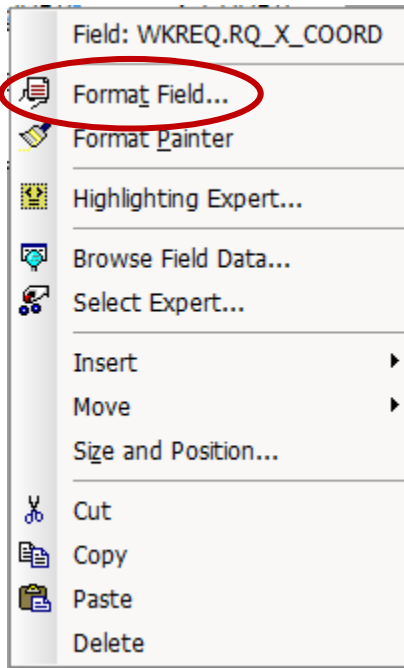 Field: WKREQ.RQ_X_COORD
Format Field...
Format Painter
Highlighting Expert...
Browse Field Data...
Select Expert...
Insert
Move
Size and Position...
Cut
Copy
Paste
Delete